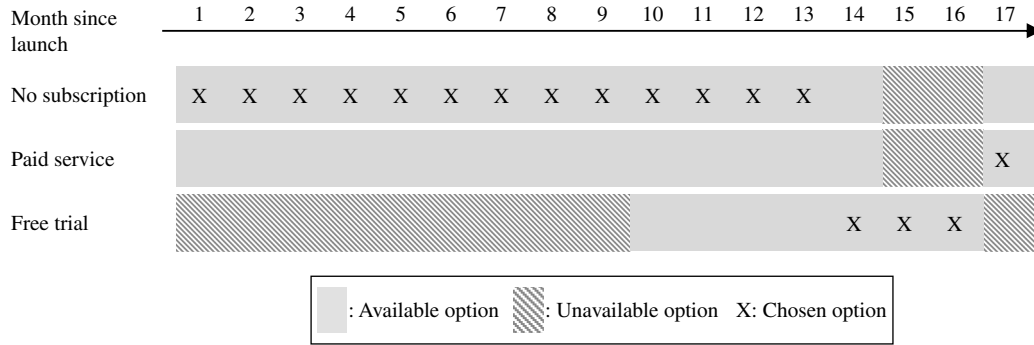 Month since launch
1 2 3 4 5 6 7 8 9 10 11 12 13 14 15 16 17
No subscription X X X X X X X X X X X X X
Paid service X
Free trial X X X
: Available option : Unavailable option X: Chosen option